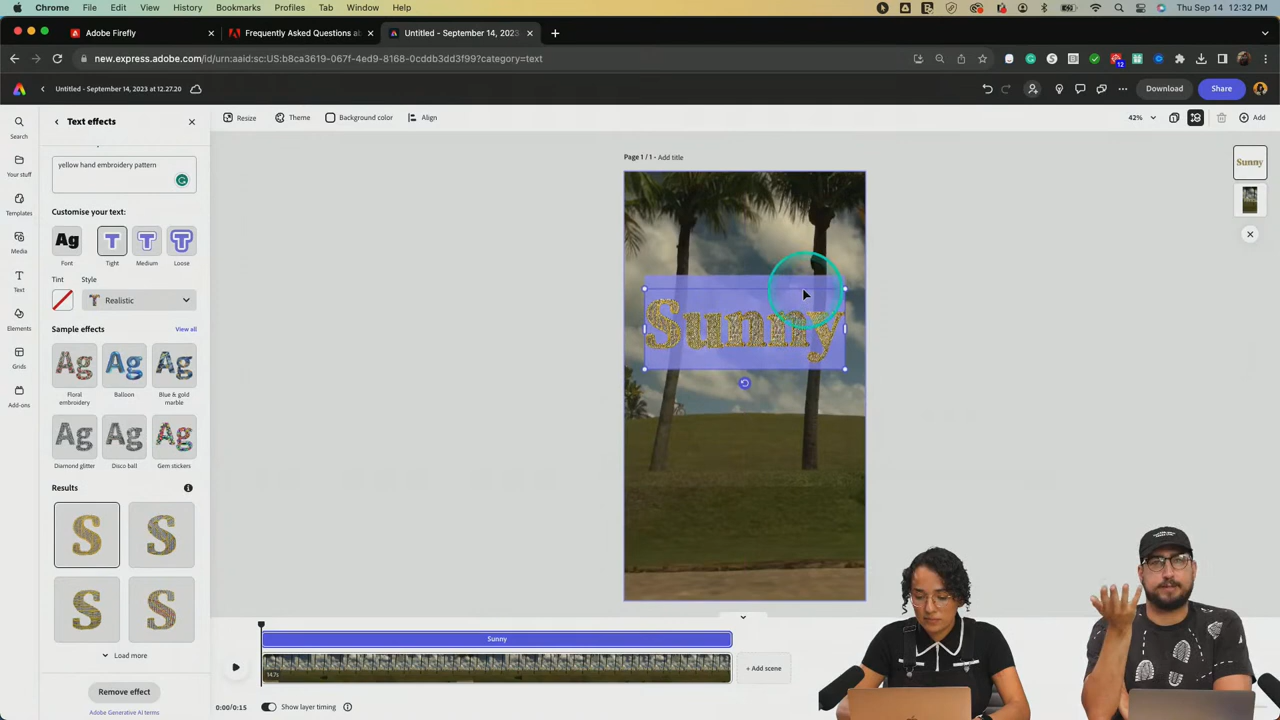 Chrome File Edit View History Bookmarks Profiles Tab Window Help
Thu Sep 14 12:32 PM
Adobe Firefly
Frequently Asked Questions ab
Untitled - September 14, 2023
new.express.adobe.com/id/urn:aaid:sc:US:b8ca3619-067f-4ed9-8168-0cddb3dd3f99?category=text
12
Untitled - September 14, 2023 at 12.27.20
Download
Share
Search
Your stuff
Templates
Media
Text
Elements
Grids
Add-ons
Text effects
yellow hand embroidery pattern
Customise your text:
Ag T T T
Font Tight Medium Loose
Tint Style
T Realistic
Sample effects View all
Ag Ag Ag
Floral embroidery
Balloon
Blue & gold marble
Ag Ag Ag
Diamond glitter
Disco ball
Gem stickers
Results
S S
S S
Load more
Remove effect
Adobe Generative AI terms
Resize Theme Background color Align
42%
Add
Page 1 / 1 - Add title
Sunny
Sunny
Sunny
14.7s
+ Add scene
0:00/0:15 Show layer timing